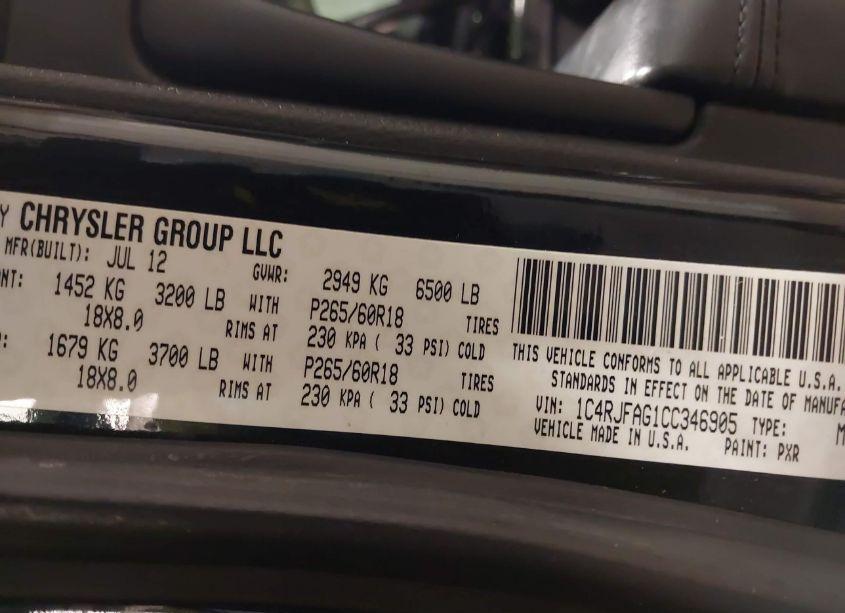 Y CHRYSLER GROUP LLC
MFR(BUILT): JUL 12 GVWR: 2949 KG 6500 LB
NT: 1452 KG 3200 LB WITH P265/60R18 TIRES
18X8.0 RIMS AT 230 KPA ( 33 PSI) COLD
: 1679 KG 3700 LB WITH P265/60R18 TIRES
18X8.0 RIMS AT 230 KPA ( 33 PSI) COLD
THIS VEHICLE CONFORMS TO ALL APPLICABLE U.S.A.
STANDARDS IN EFFECT ON THE DATE OF MANUFA
VIN: 1C4RJFAG1CC346905 TYPE: M
VEHICLE MADE IN U.S.A. PAINT: PXR